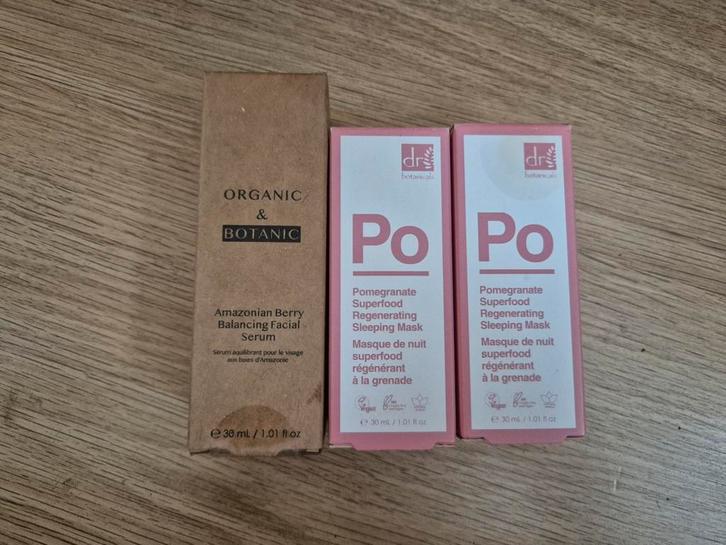 ORGANIC
&
BOTANIC
Amazonian Berry
Balancing Facial
Serum
Sérum équilibrant pour le visage
aux baies d'Amazonie
℮ 30 mL / 1.01 fl oz
dr
botanicals
Po
Pomegranate
Superfood
Regenerating
Sleeping Mask
Masque de nuit
superfood
régénérant
à la grenade
Vegan
℮ 30 mL / 1.01 fl oz
dr
botanicals
Po
Pomegranate
Superfood
Regenerating
Sleeping Mask
Masque de nuit
superfood
régénérant
à la grenade
Vegan
℮ 30 mL / 1.01 fl oz